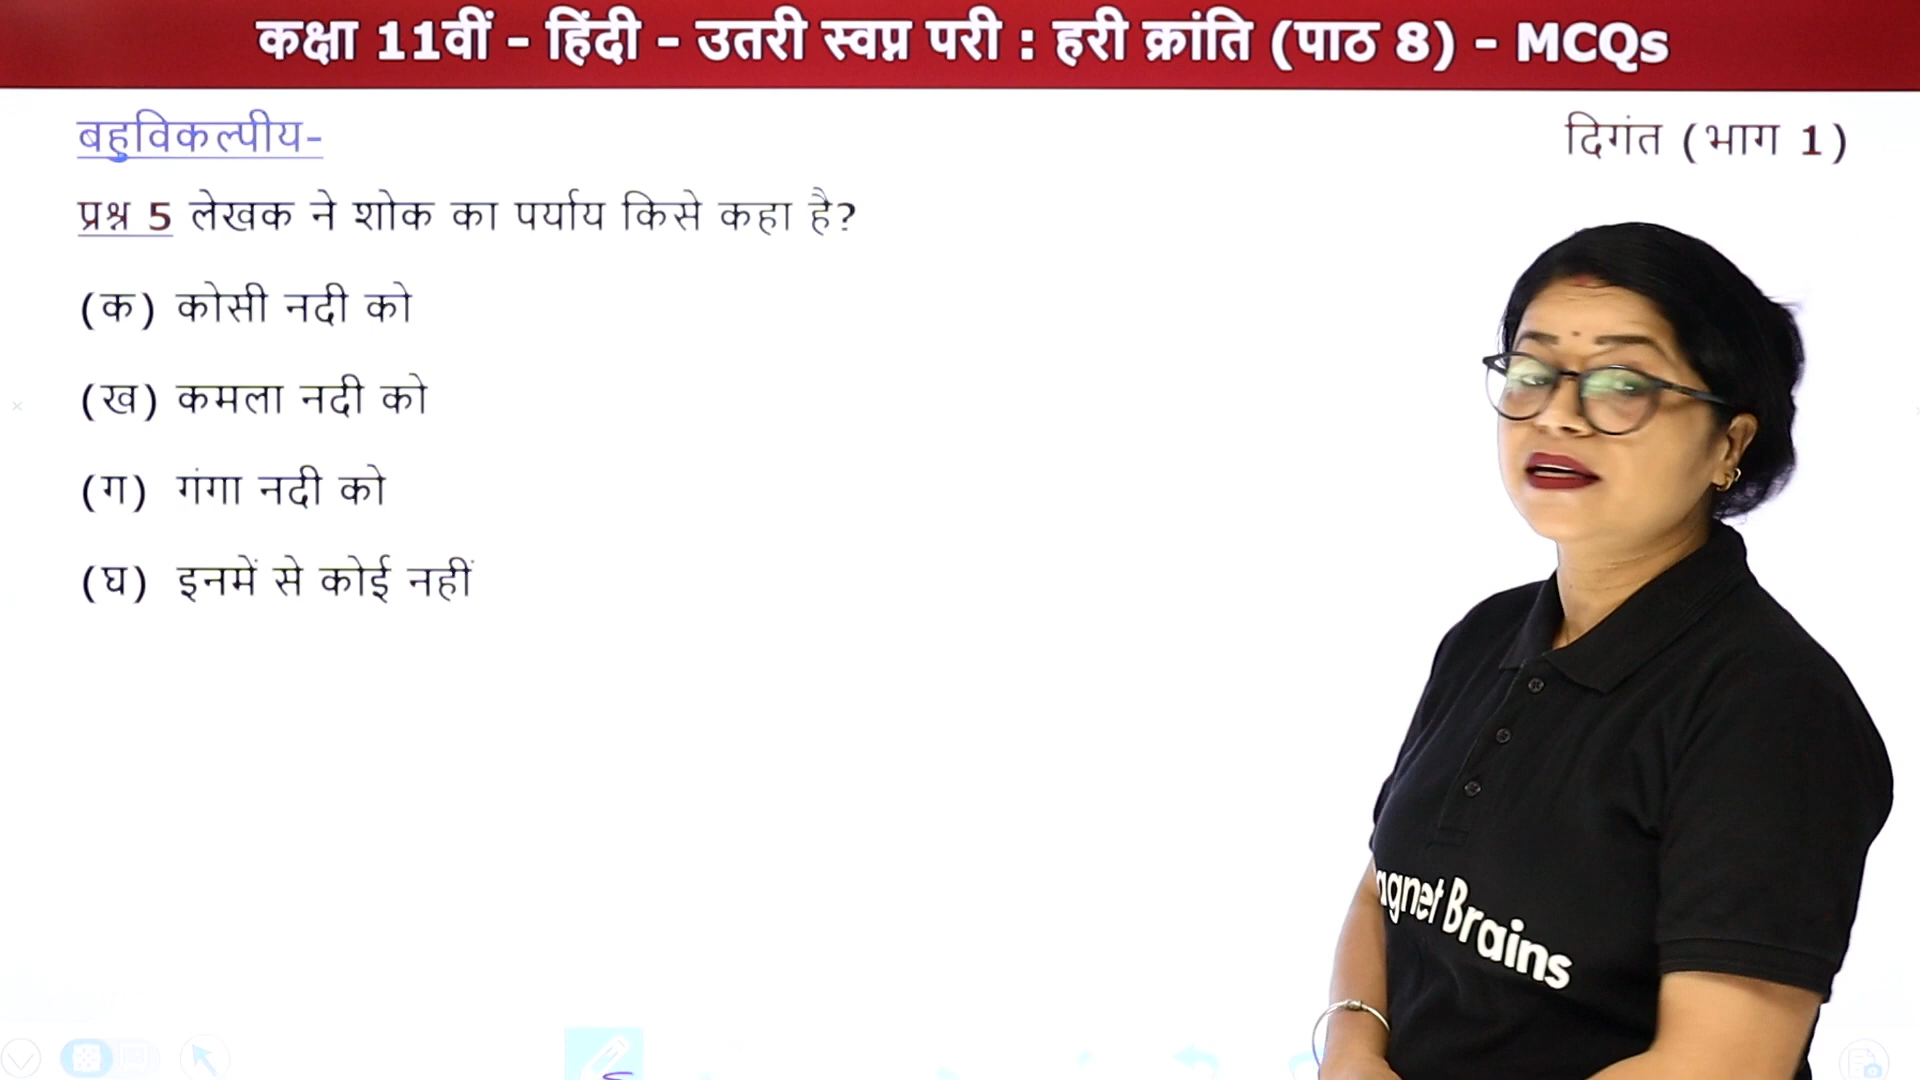 कक्षा 11वीं - हिंदी - उतरी स्वप्न परी : हरी क्रांति (पाठ 8) - MCQs
बहुविकल्पीय-
दिगंत (भाग 1)
प्रश्न 5 लेखक ने शोक का पर्याय किसे कहा है?
(क) कोसी नदी को
(ख) कमला नदी को
(ग) गंगा नदी को
(घ) इनमें से कोई नहीं
agnet Brains